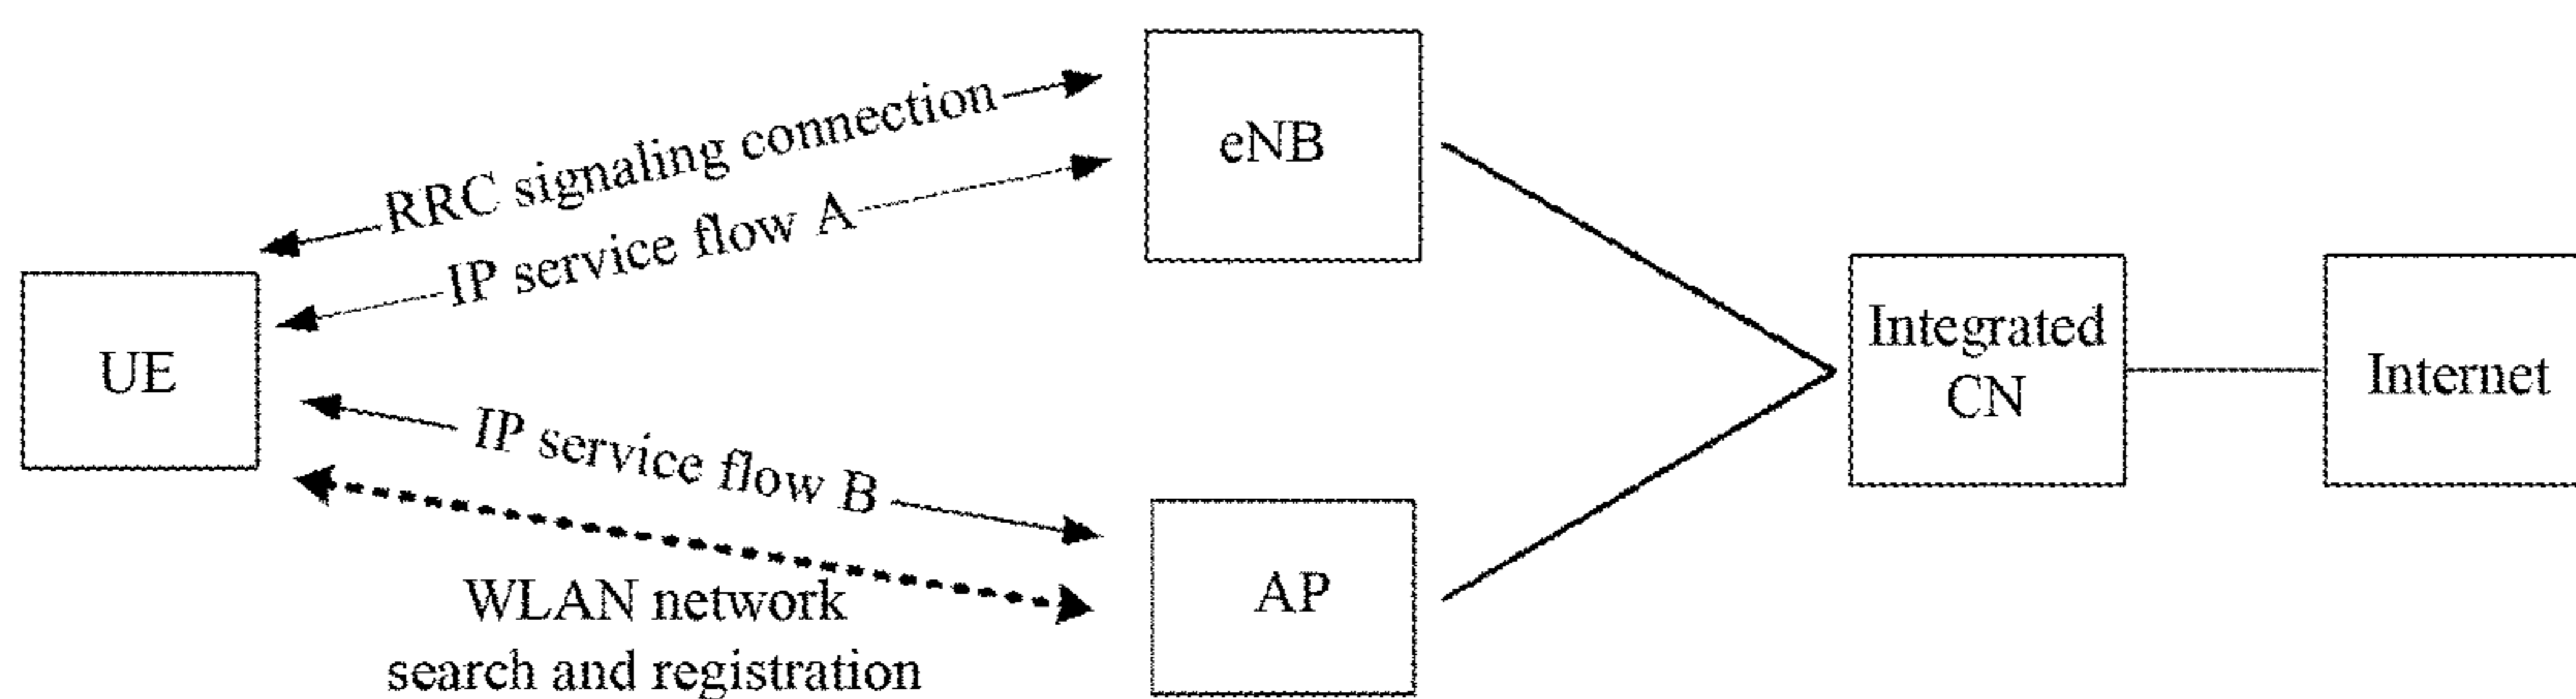 RRC signaling connection
IP service flow A
eNB
UE
Integrated
CN
Internet
IP service flow B
AP
WLAN network
search and registration